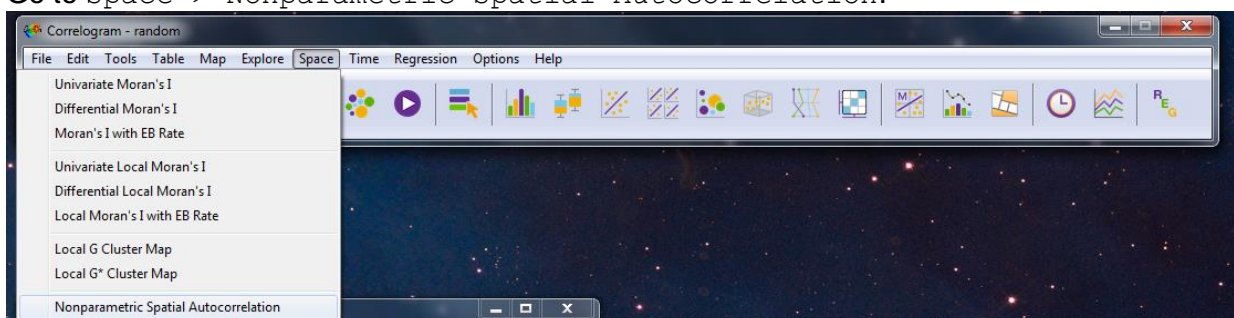 Go to Space > Nonparametric Spatial Autocorrelation.
Correlogram - random
File Edit Tools Table Map Explore Space Time Regression Options Help
Univariate Moran's I
Differential Moran's I
Moran's I with EB Rate
Univariate Local Moran's I
Differential Local Moran's I
Local Moran's I with EB Rate
Local G Cluster Map
Local G* Cluster Map
Nonparametric Spatial Autocorrelation
M
REG